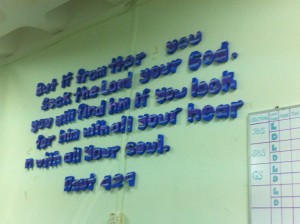 But if from ther you
Seek the Lord your God.
you will find him if you look
for him with all your hear
with all your soul.
Deut 4:29